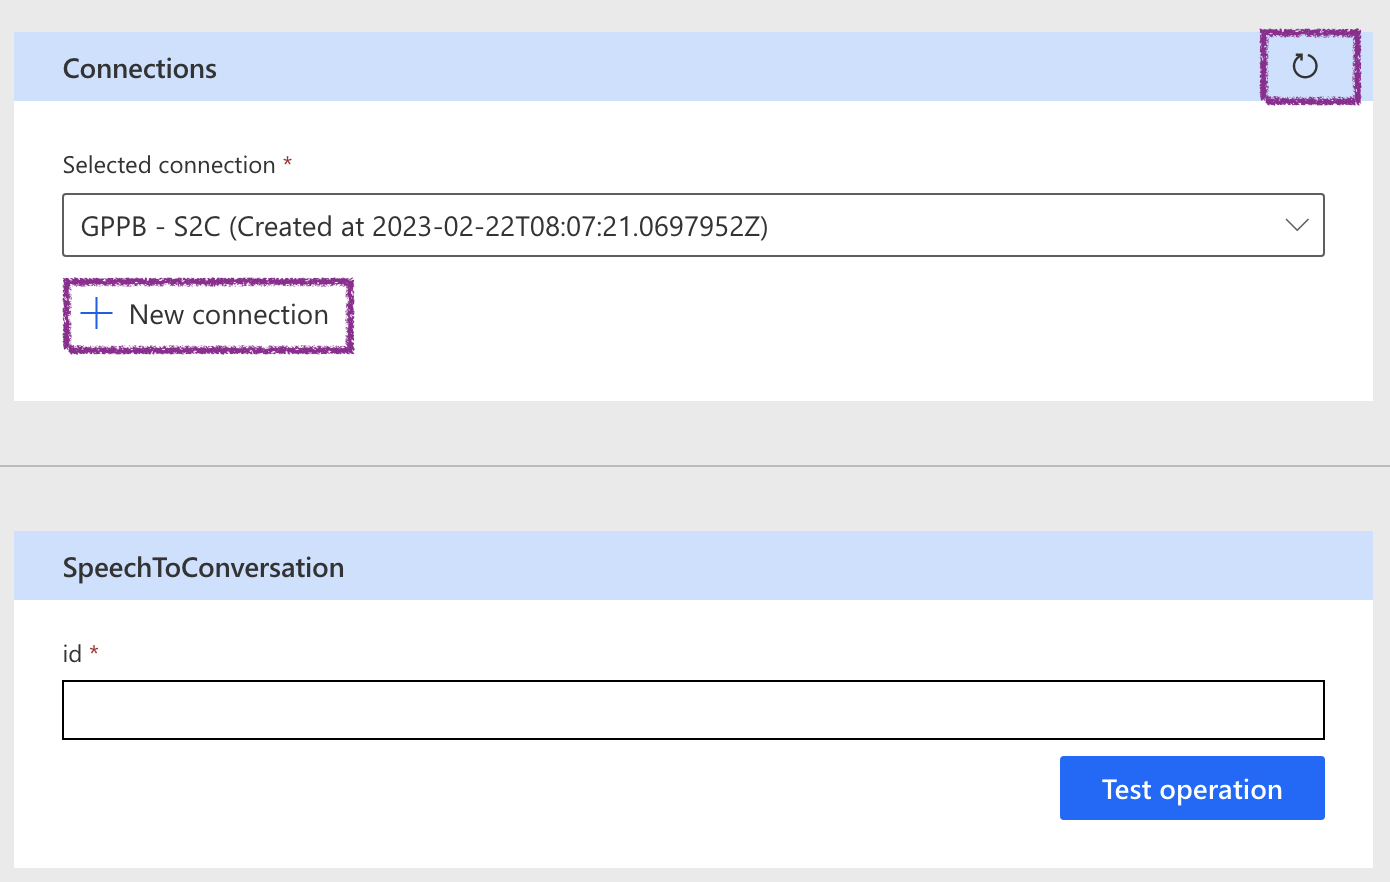 Connections
Selected connection *
GPPB - S2C (Created at 2023-02-22T08:07:21.0697952Z)
New connection
SpeechToConversation
id *
Test operation